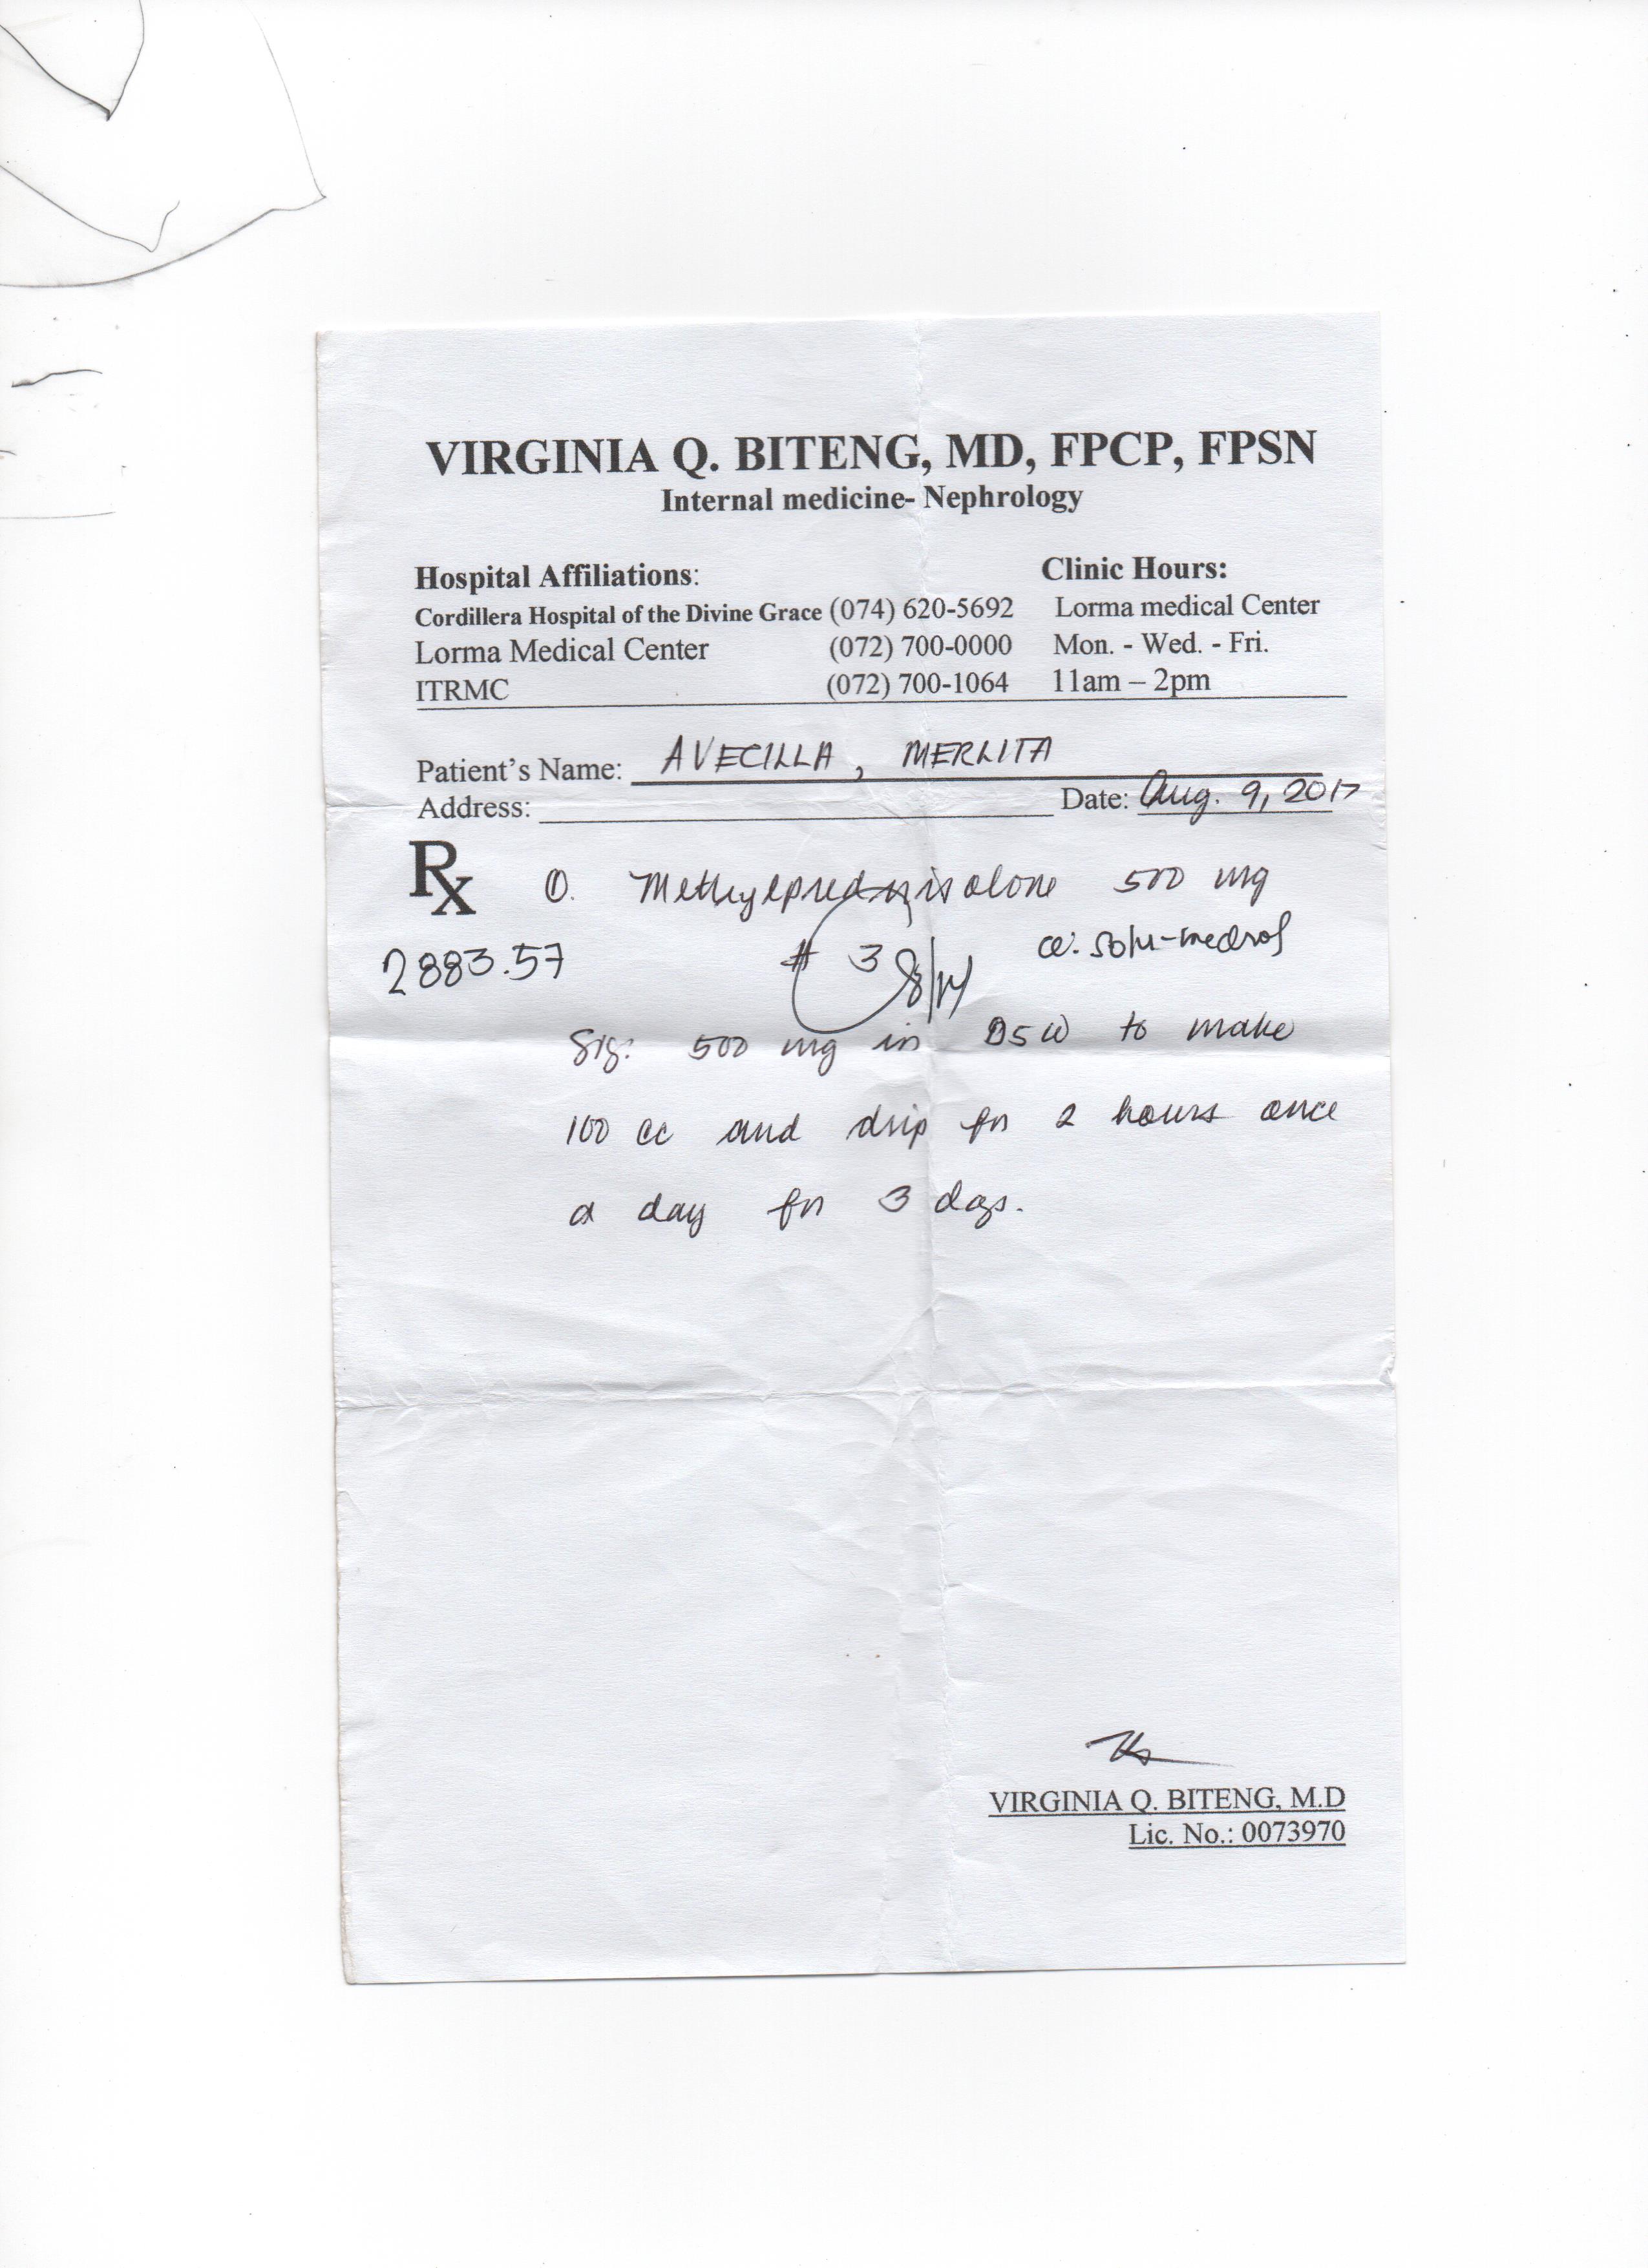 VIRGINIA Q. BITENG, MD, FPCP, FPSN
Internal medicine- Nephrology
Hospital Affiliations: Clinic Hours:
Cordillera Hospital of the Divine Grace (074) 620-5692 Lorma medical Center
Lorma Medical Center (072) 700-0000 Mon. - Wed. - Fri.
ITRMC (072) 700-1064 11am – 2pm
Patient's Name: AVECILLA, MERLITA
Address: Date: Aug. 9, 2017
Rx Methylprednisolone 500 mg
2883.57 # 3 solu-medrol
Sig: 500 mg in D5W to make
100 cc and drip for 2 hours once
a day for 3 days.
VIRGINIA Q. BITENG, M.D
Lic. No.: 0073970